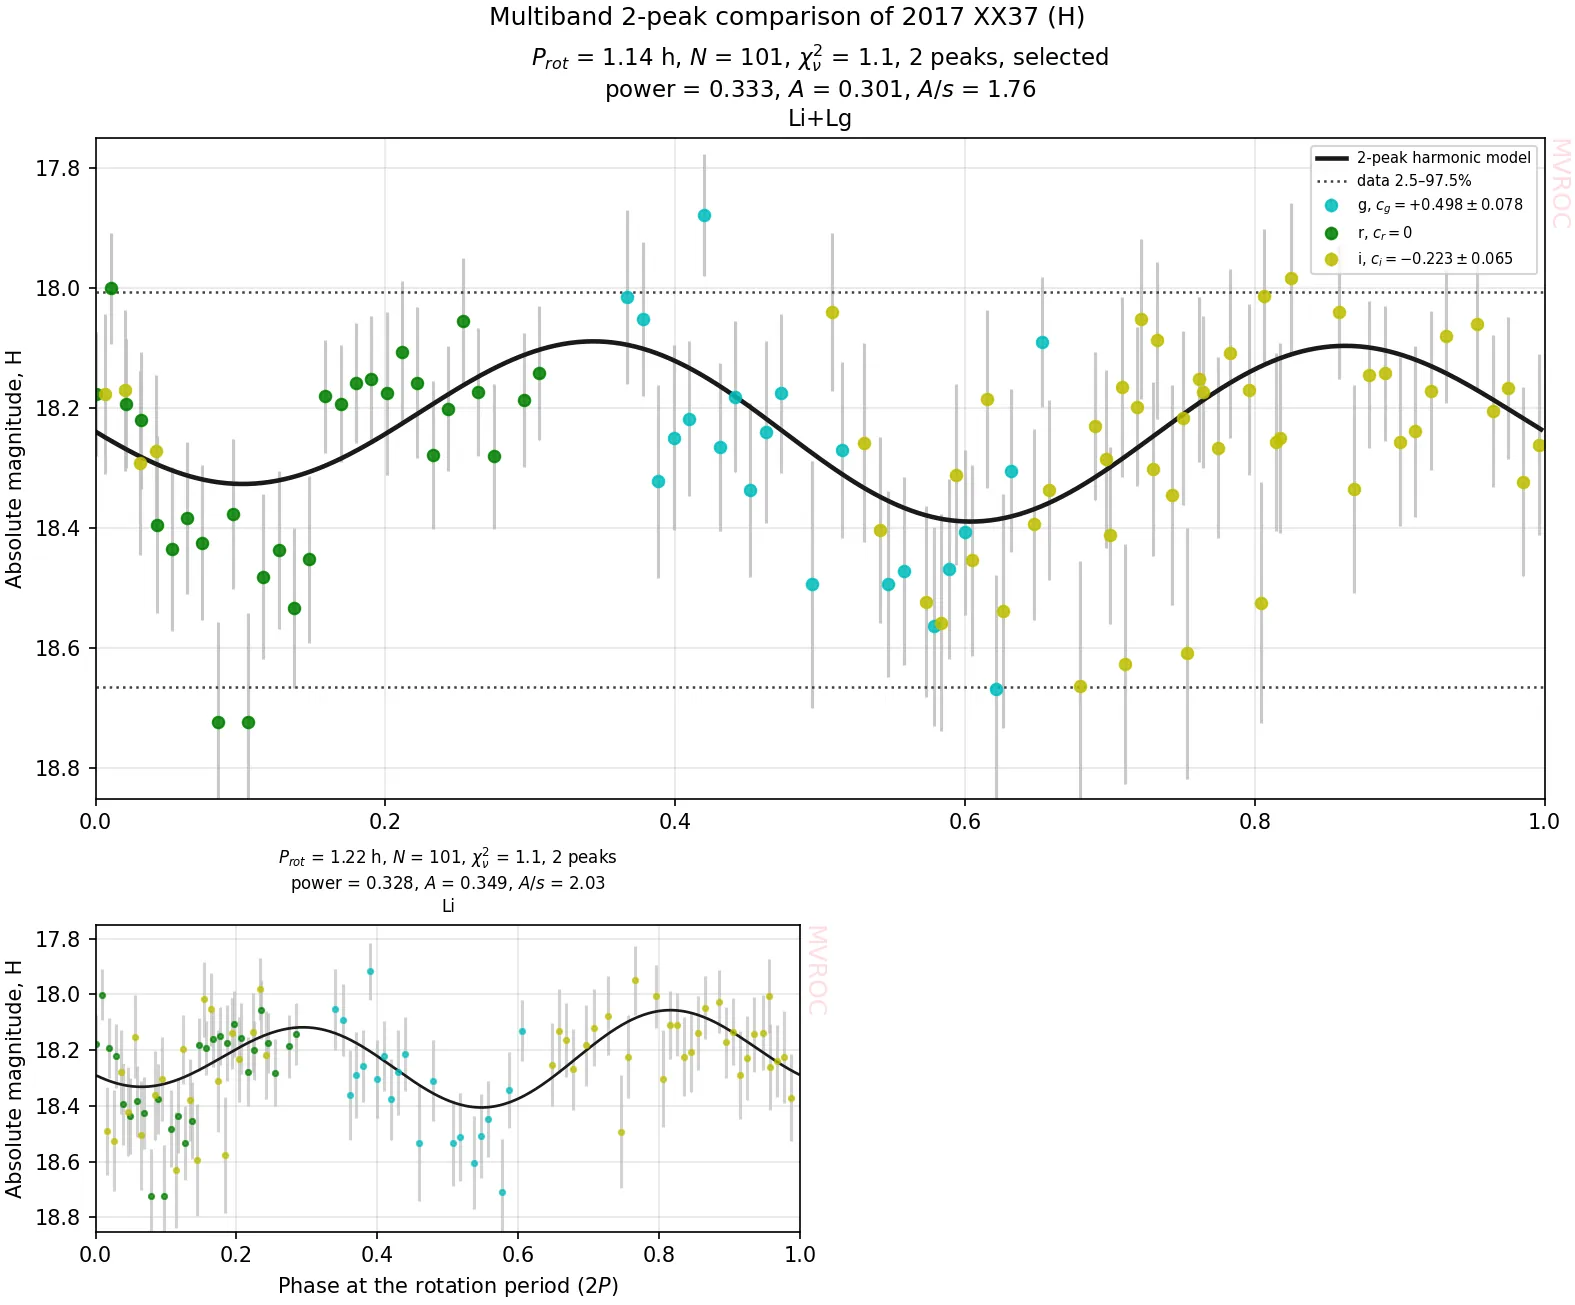 Multiband 2-peak comparison of 2017 XX37 (H)
P_rot = 1.14 h, N = 101, χ²_ν = 1.1, 2 peaks, selected
power = 0.333, A = 0.301, A/s = 1.76
Li+Lg
17.8
18.0
18.2
18.4
18.6
18.8
Absolute magnitude, H
2-peak harmonic model
data 2.5–97.5%
g, c_g = +0.498 ± 0.078
r, c_r = 0
i, c_i = −0.223 ± 0.065
MVROC
0.0 0.2 0.4 0.6 0.8 1.0
P_rot = 1.22 h, N = 101, χ²_ν = 1.1, 2 peaks
power = 0.328, A = 0.349, A/s = 2.03
Li
17.8
18.0
18.2
18.4
18.6
18.8
Absolute magnitude, H
MVROC
0.0 0.2 0.4 0.6 0.8 1.0
Phase at the rotation period (2P)